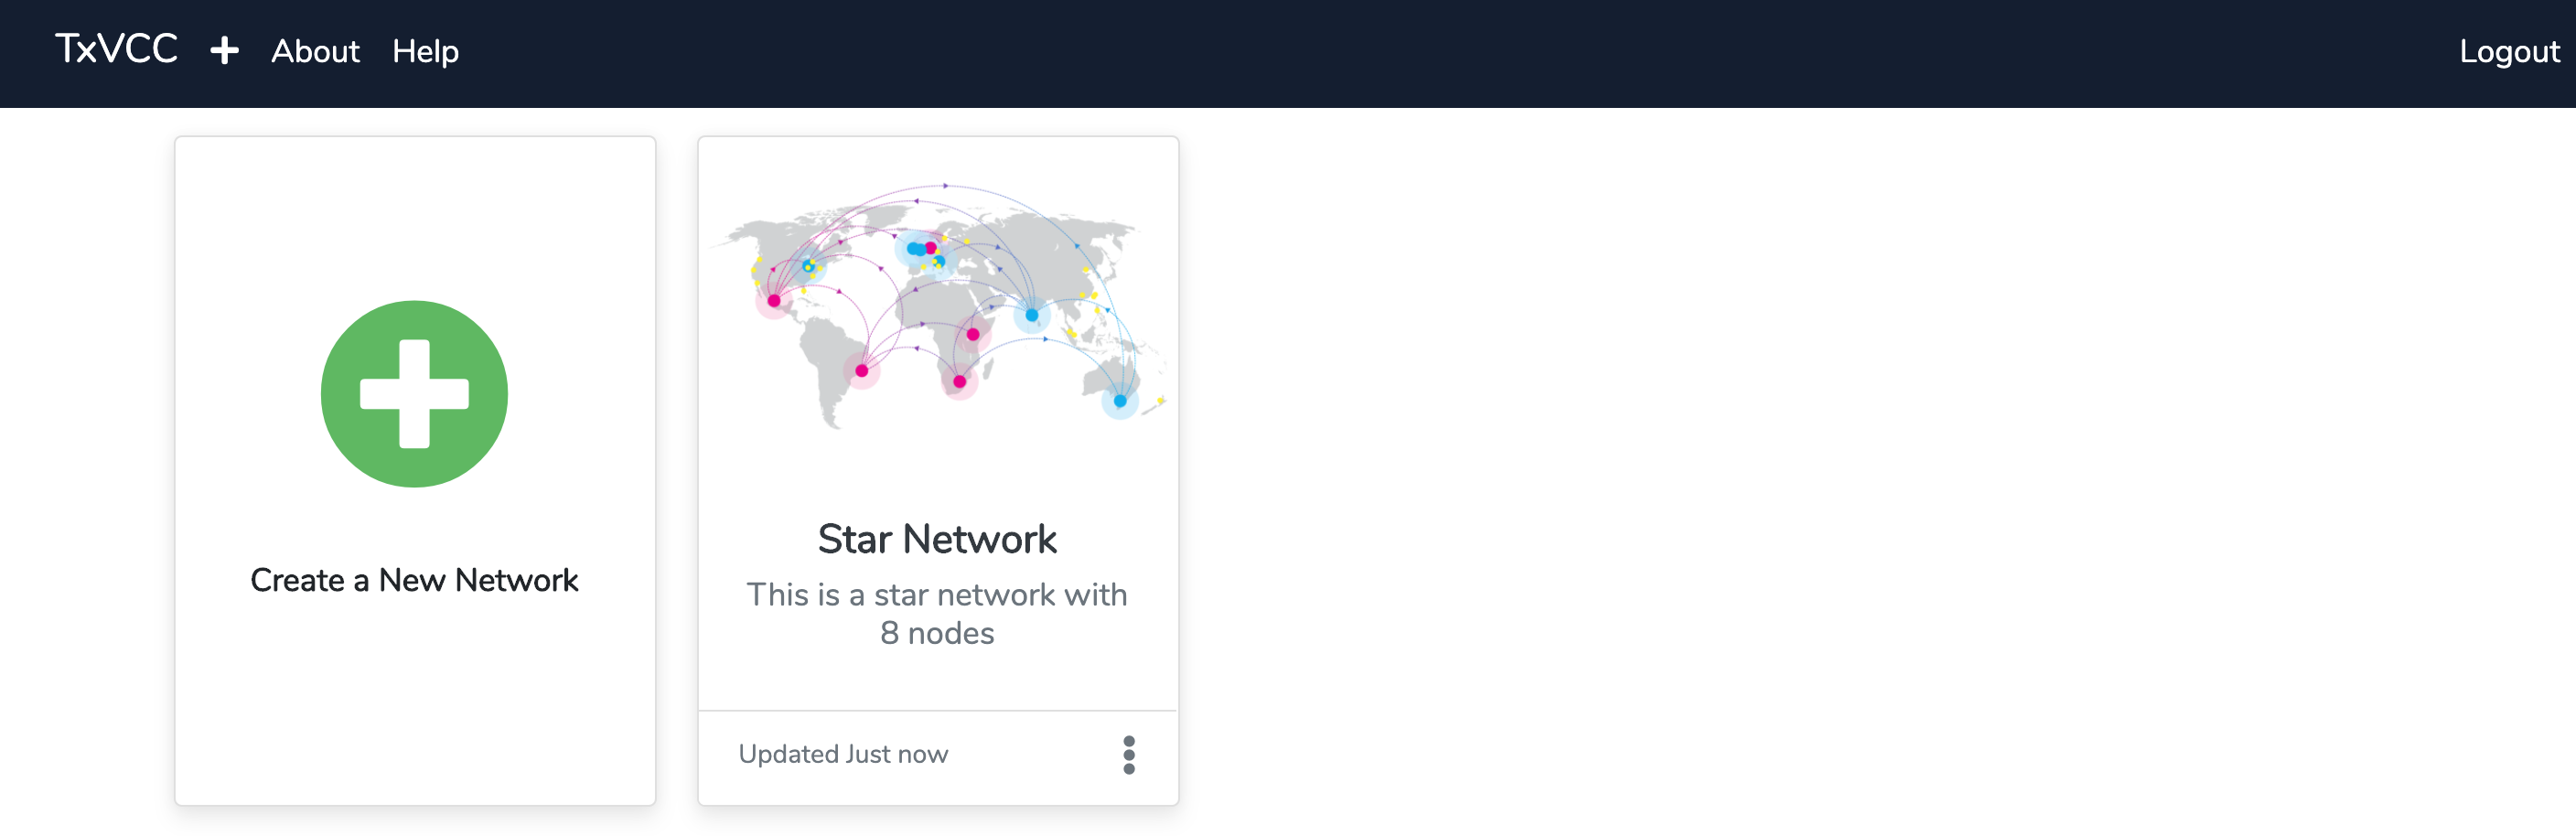 TxVCC About Help Logout
Create a New Network
Star Network
This is a star network with
8 nodes
Updated Just now